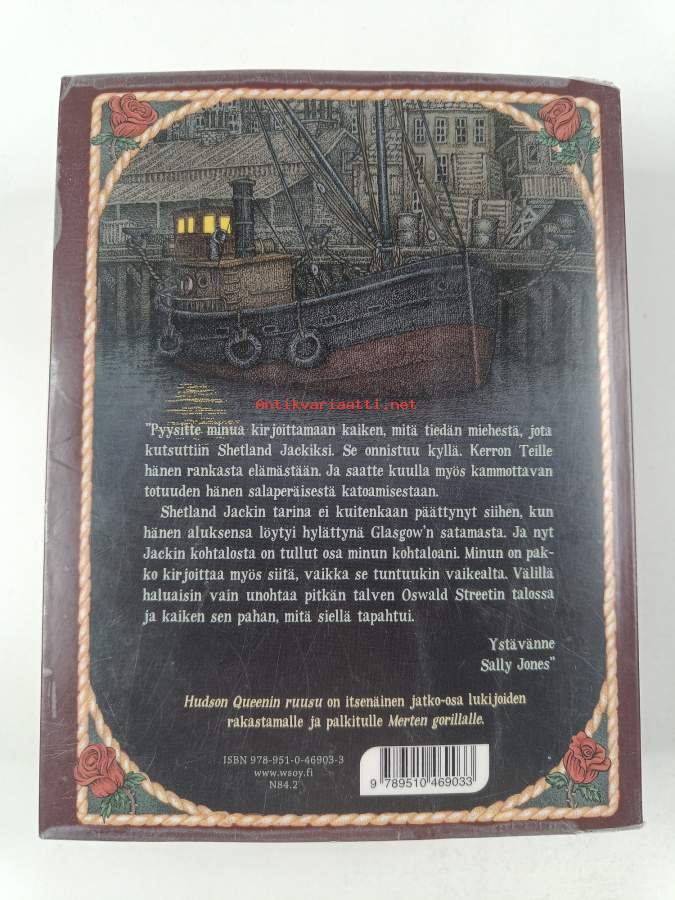 Antikvariaatti.net
"Pyysitte minua kirjoittamaan kaiken, mitä tiedän miehestä, jota
kutsuttiin Shetland Jackiksi. Se onnistuu kyllä. Kerron Teille
hänen rankasta elämästään. Ja saatte kuulla myös kammottavan
totuuden hänen salaperäisestä katoamisestaan.
Shetland Jackin tarina ei kuitenkaan päättynyt siihen, kun
hänen aluksensa löytyi hylättynä Glasgow'n satamasta. Ja nyt
Jackin kohtalosta on tullut osa minun kohtaloani. Minun on pak-
ko kirjoittaa myös siitä, vaikka se tuntuukin vaikealta. Välillä
haluaisin vain unohtaa pitkän talven Oswald Streetin talossa
ja kaiken sen pahan, mitä siellä tapahtui.
Ystävänne
Sally Jones"
Hudson Queenin ruusu on itsenäinen jatko-osa lukijoiden
rakastamalle ja palkitulle Merten gorillalle.
ISBN 978-951-0-46903-3
www.wsoy.fi
N84.2
9 789510 469033